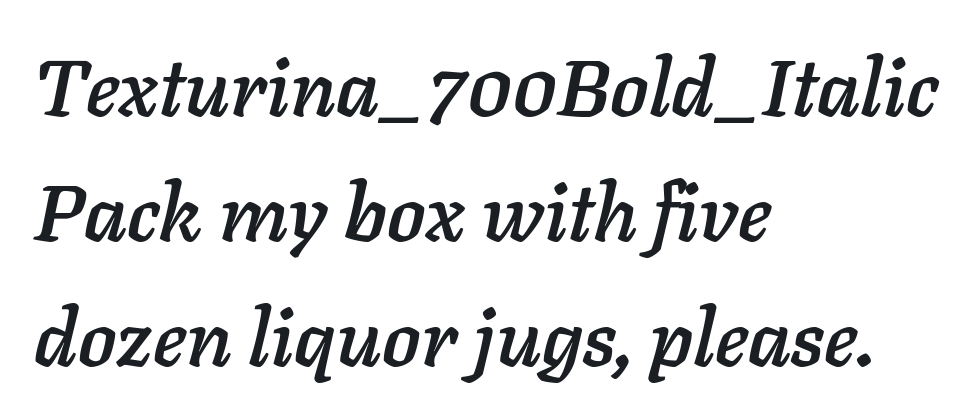 Texturina_700Bold_Italic
Pack my box with five
dozen liquor jugs, please.